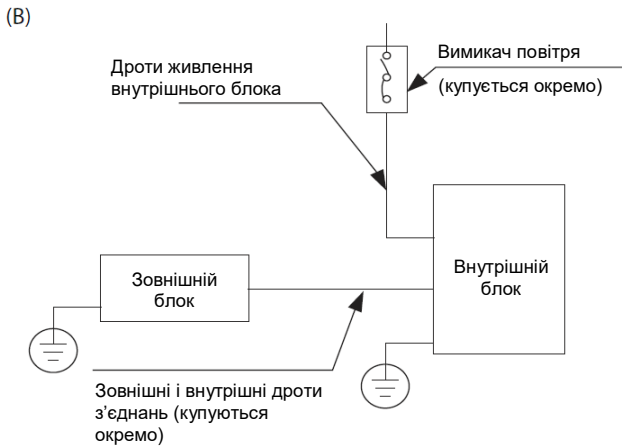 (B)
Вимикач повітря
(купується окремо)
Дроти живлення
внутрішнього блока
Внутрішній
блок
Зовнішній
блок
Зовнішні і внутрішні дроти
з’єднань (купуються
окремо)